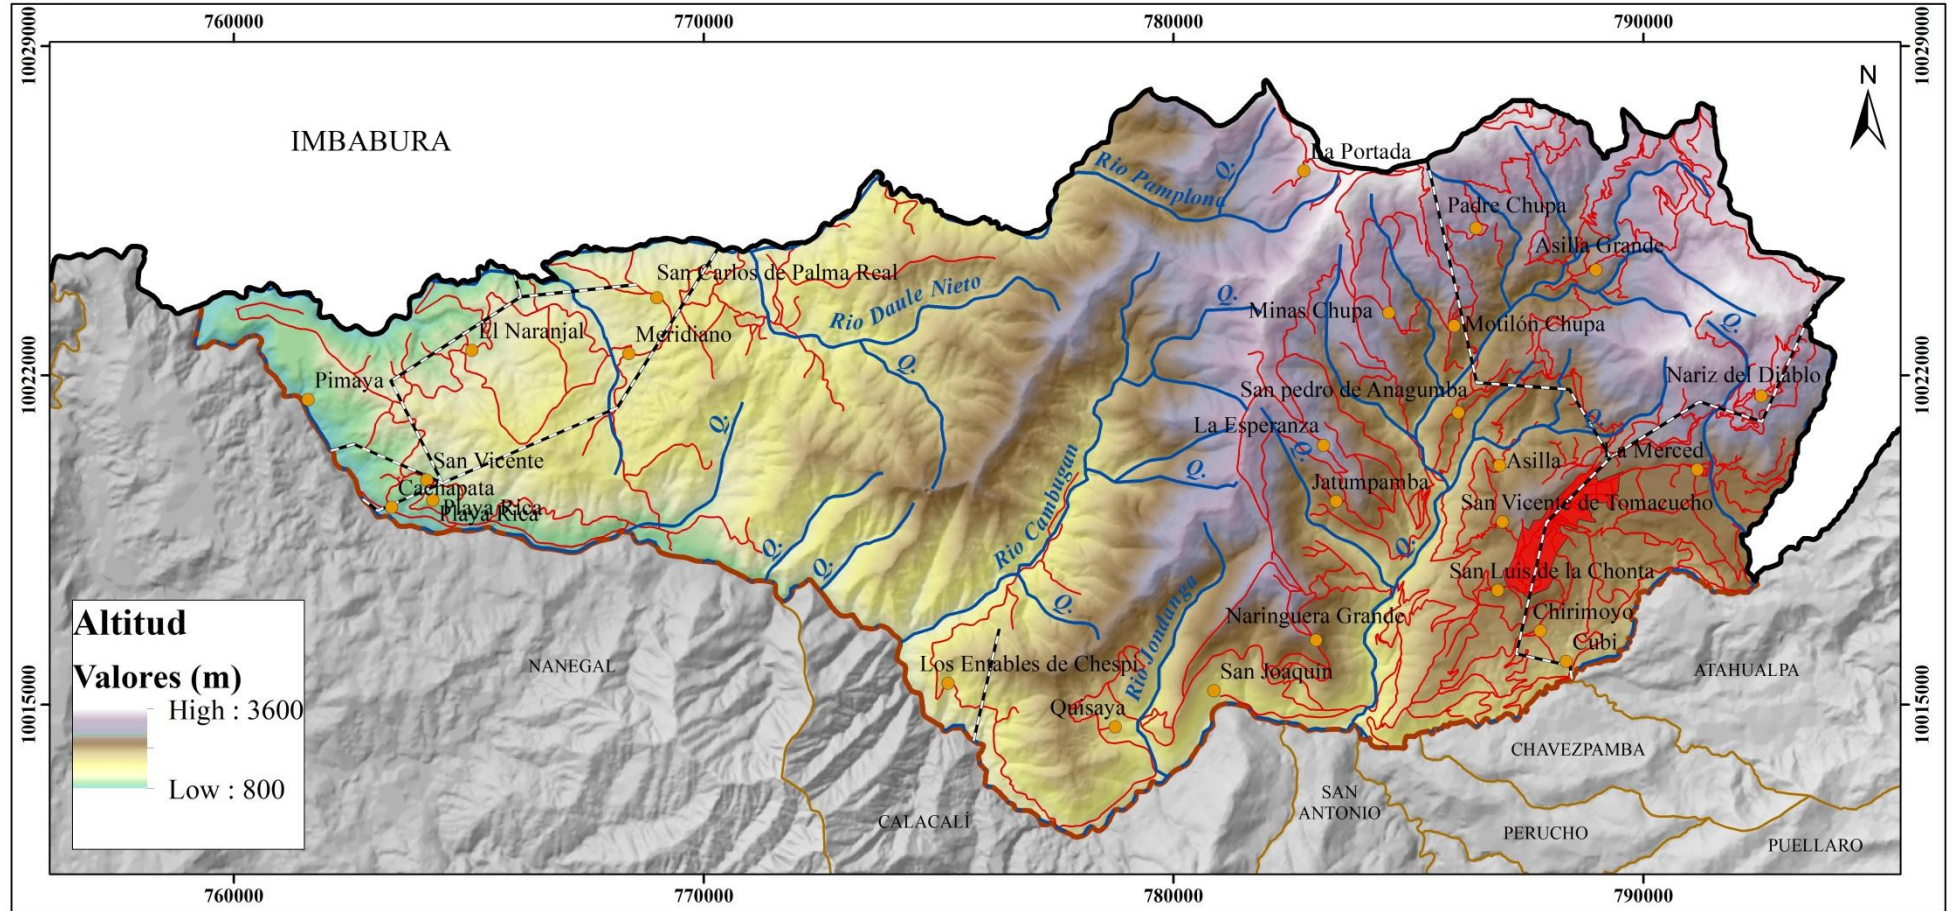 760000
770000
780000
790000
10029000
10029000
N
IMBABURA
La Portada
Rio Pamplona
Q.
Padre Chupa
Asilla Grande
San Carlos de Palma Real
Rio Daule Nieto
Q.
Minas Chupa
Motilón Chupa
Q.
El Naranjal
Meridiano
10022000
10022000
Pimaya
Q.
Nariz del Diablo
San pedro de Anagumba
Q.
La Esperanza
Q.
Q.
a Merced
San Vicente
Asilla
Rio Cambugan
Q.
Cachapata
Jatumpamba
Playa Rica
Playa Rica
San Vicente de Tomacucho
Q.
Q.
Q.
San Luis de la Chonta
Q.
Rio Jondanga
Naringuera Grande
Chirimoyo
Altitud
Cubi
NANEGAL
Los Entables de Chespi
San Joaquin
ATAHUALPA
Valores (m)
High : 3600
Quisaya
10015000
10015000
CHAVEZPAMBA
Low : 800
SAN
ANTONIO
CALACALÍ
PERUCHO
PUELLARO
760000
770000
780000
790000